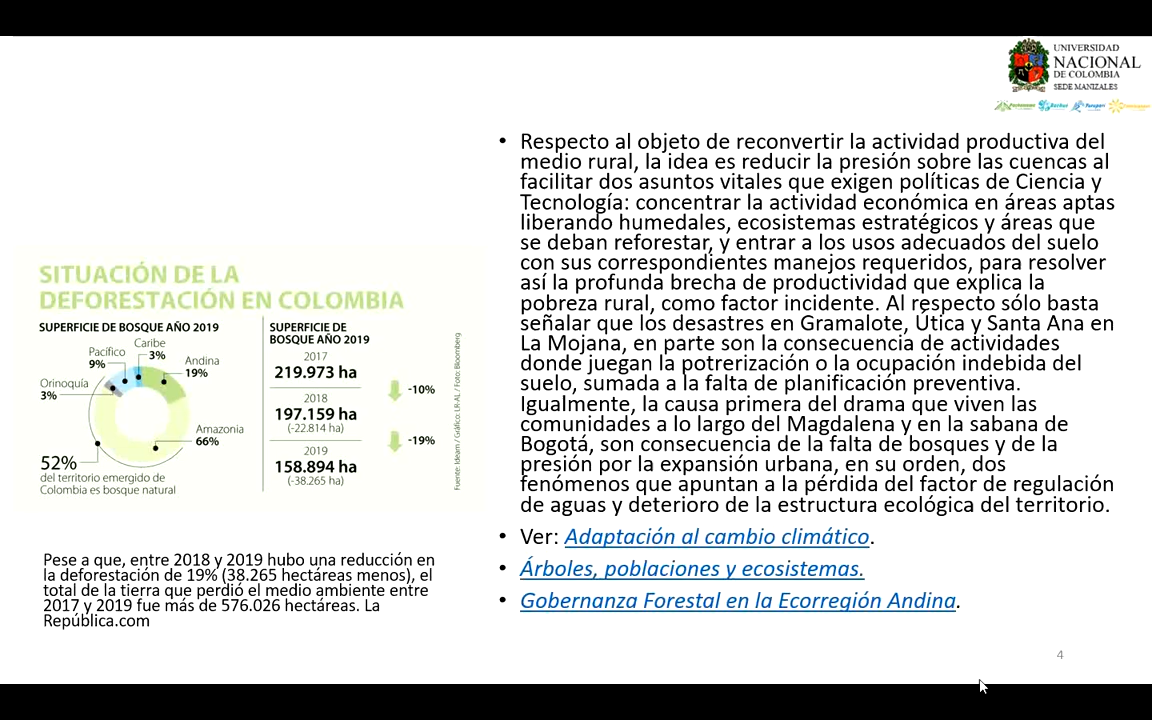 UNIVERSIDAD
NACIONAL
DE COLOMBIA
SEDE MANIZALES
SITUACIÓN DE LA
DEFORESTACIÓN EN COLOMBIA
SUPERFICIE DE BOSQUE AÑO 2019
Caribe
3%
Pacífico
9%
Andina
19%
Orinoquía
3%
Amazonia
66%
52%
del territorio emergido de
Colombia es bosque natural
SUPERFICIE DE
BOSQUE AÑO 2019
2017
219.973 ha
-10%
2018
197.159 ha
(-22.814 ha)
-19%
2019
158.894 ha
(-38.265 ha)
Fuente: Ideam / Gráfico: LR-AL / Foto: Bloomberg
Pese a que, entre 2018 y 2019 hubo una reducción en
la deforestación de 19% (38.265 hectáreas menos), el
total de la tierra que perdió el medio ambiente entre
2017 y 2019 fue más de 576.026 hectáreas. La
República.com
• Respecto al objeto de reconvertir la actividad productiva del
medio rural, la idea es reducir la presión sobre las cuencas al
facilitar dos asuntos vitales que exigen políticas de Ciencia y
Tecnología: concentrar la actividad económica en áreas aptas
liberando humedales, ecosistemas estratégicos y áreas que
se deban reforestar, y entrar a los usos adecuados del suelo
con sus correspondientes manejos requeridos, para resolver
así la profunda brecha de productividad que explica la
pobreza rural, como factor incidente. Al respecto sólo basta
señalar que los desastres en Gramalote, Útica y Santa Ana en
La Mojana, en parte son la consecuencia de actividades
donde juegan la potrerización o la ocupación indebida del
suelo, sumada a la falta de planificación preventiva.
Igualmente, la causa primera del drama que viven las
comunidades a lo largo del Magdalena y en la sabana de
Bogotá, son consecuencia de la falta de bosques y de la
presión por la expansión urbana, en su orden, dos
fenómenos que apuntan a la pérdida del factor de regulación
de aguas y deterioro de la estructura ecológica del territorio.
• Ver: Adaptación al cambio climático.
• Árboles, poblaciones y ecosistemas.
• Gobernanza Forestal en la Ecorregión Andina.
4